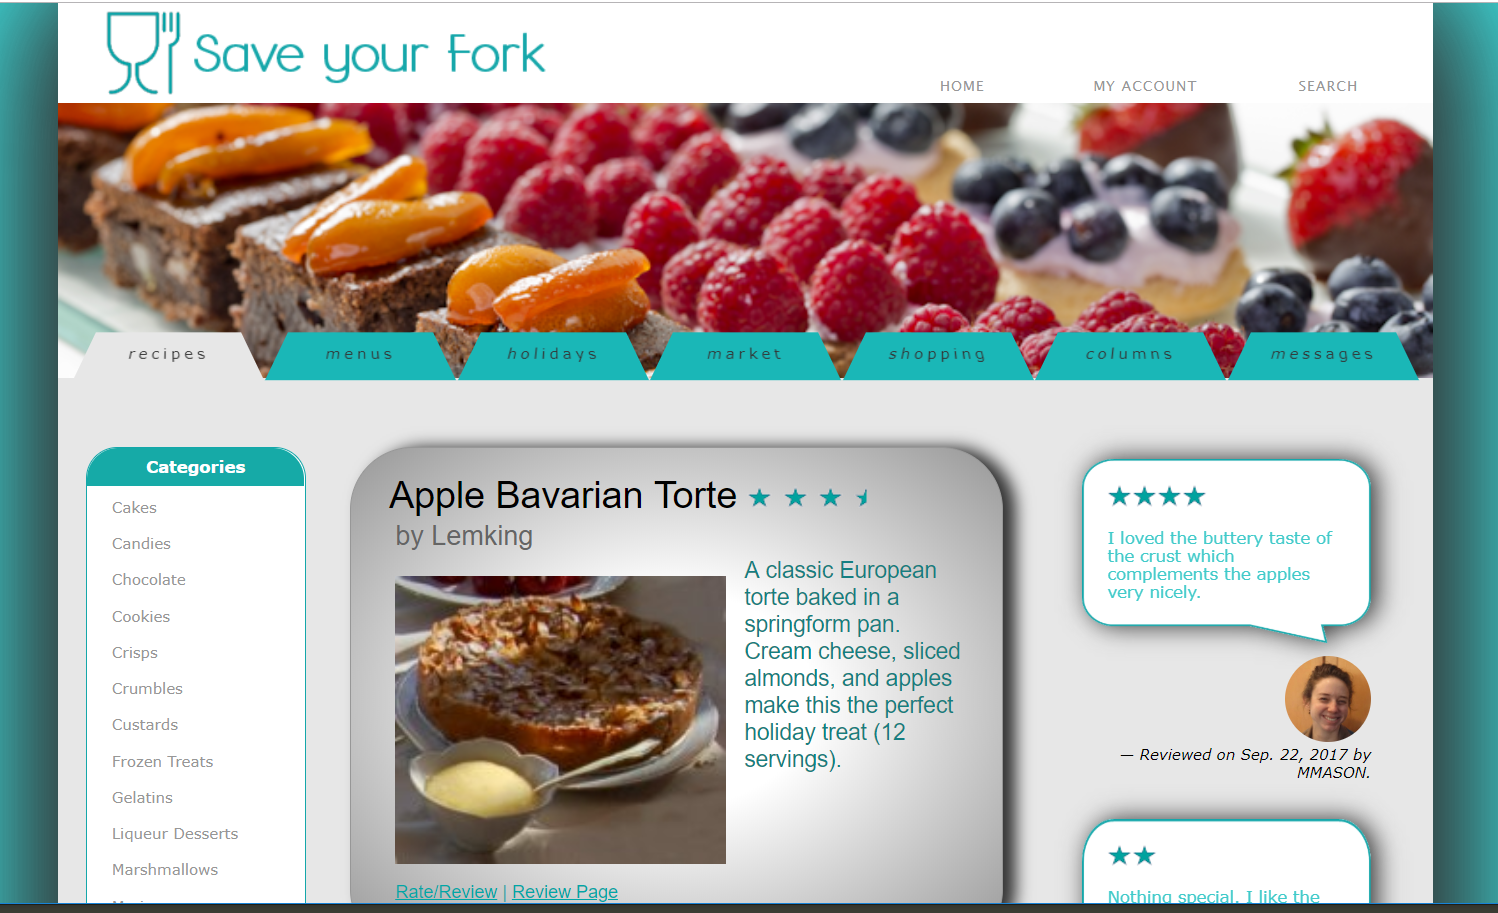 Save your Fork
HOME
MY ACCOUNT
SEARCH
recipes
menus
holidays
market
shopping
columns
messages
Categories
Cakes
Candies
Chocolate
Cookies
Crisps
Crumbles
Custards
Frozen Treats
Gelatins
Liqueur Desserts
Marshmallows
Apple Bavarian Torte
by Lemking
A classic European
torte baked in a
springform pan.
Cream cheese, sliced
almonds, and apples
make this the perfect
holiday treat (12
servings).
Rate/Review | Review Page
I loved the buttery taste of
the crust which
complements the apples
very nicely.
— Reviewed on Sep. 22, 2017 by
MMASON.
Nothing special. I like the